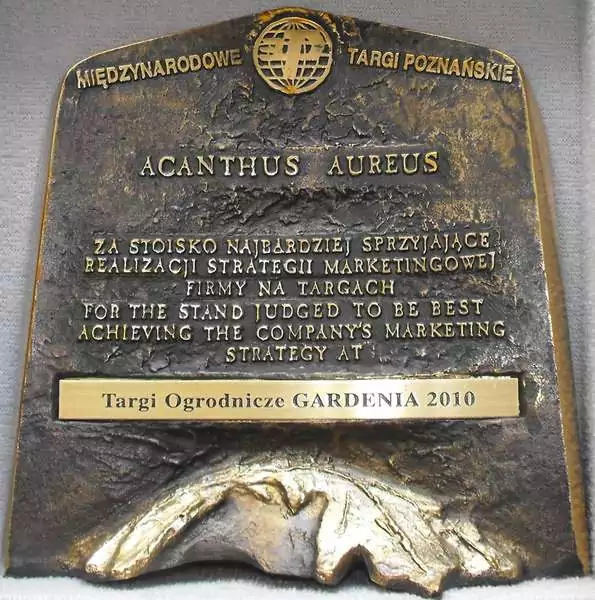 MIĘDZYNARODOWE TARGI POZNAŃSKIE
ACANTHUS AUREUS
ZA STOISKO NAJBARDZIEJ SPRZYJAJĄCE
REALIZACJI STRATEGII MARKETINGOWEJ
FIRMY NA TARGACH
FOR THE STAND JUDGED TO BE BEST
ACHIEVING THE COMPANY'S MARKETING
STRATEGY AT
Targi Ogrodnicze GARDENIA 2010